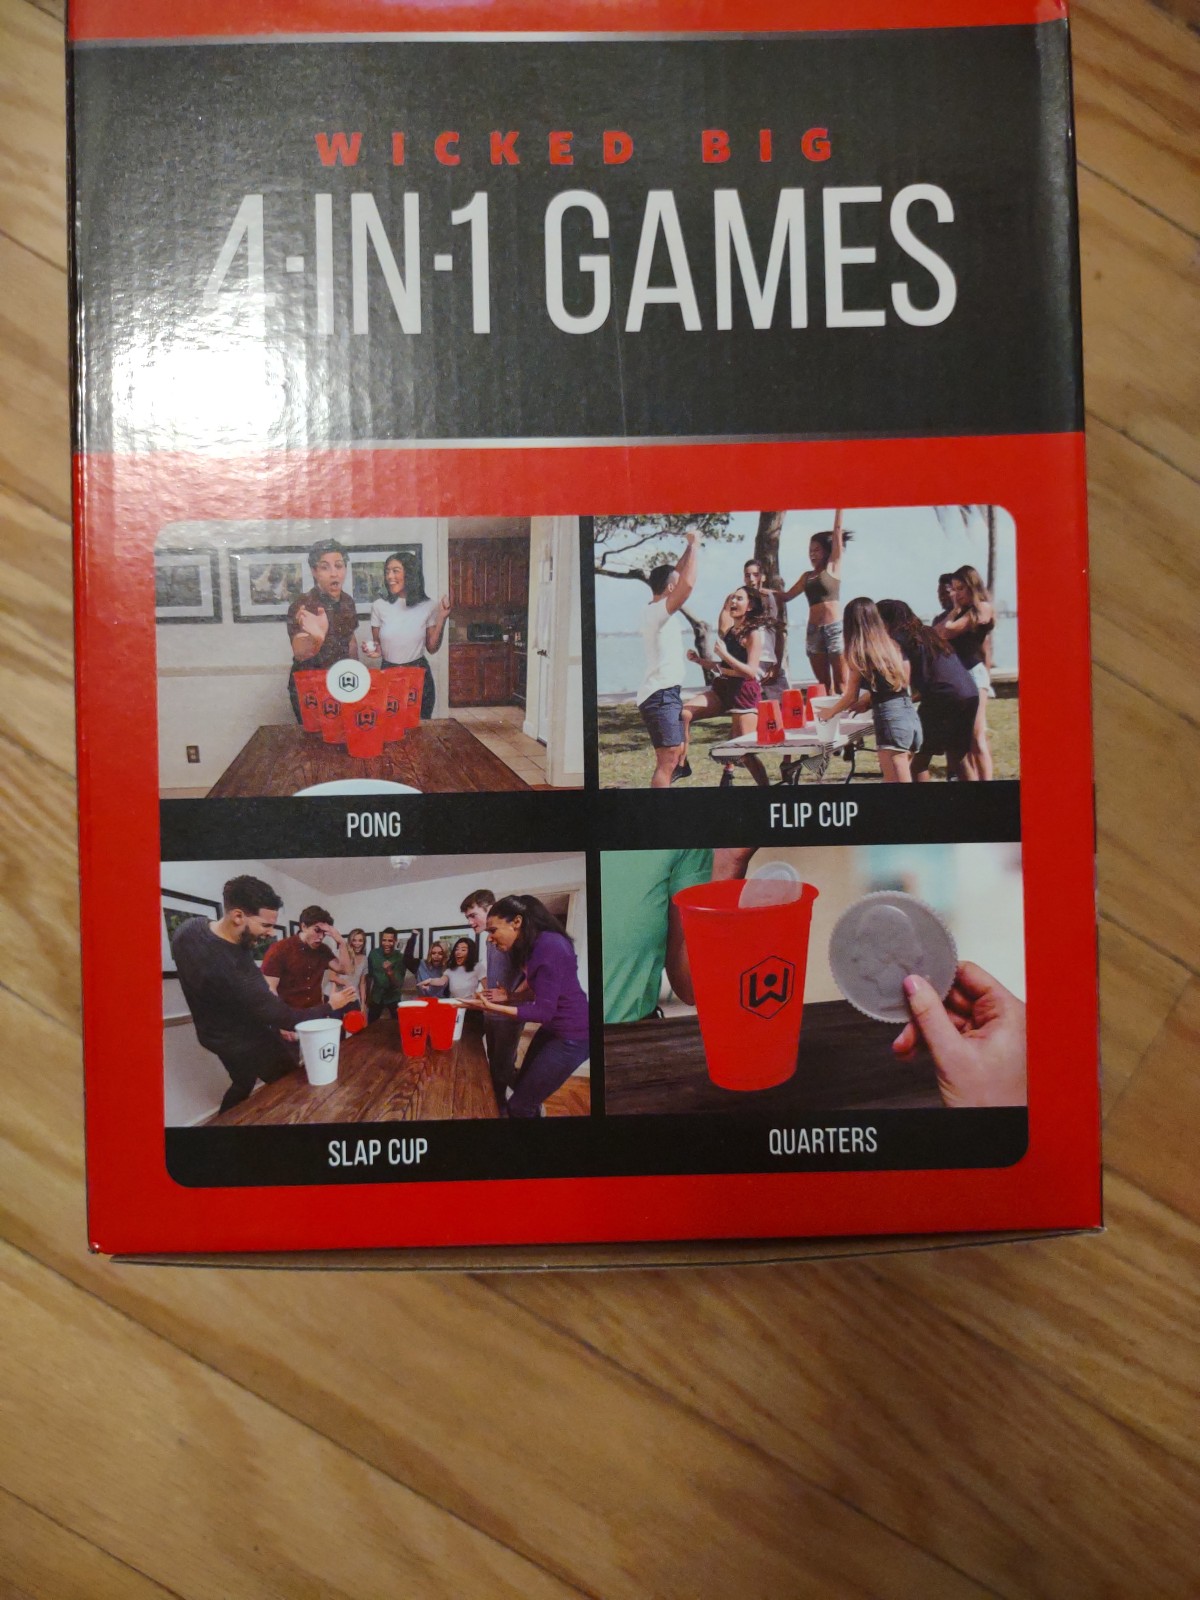 WICKED BIG
4-IN-1 GAMES
PONG
FLIP CUP
SLAP CUP
QUARTERS